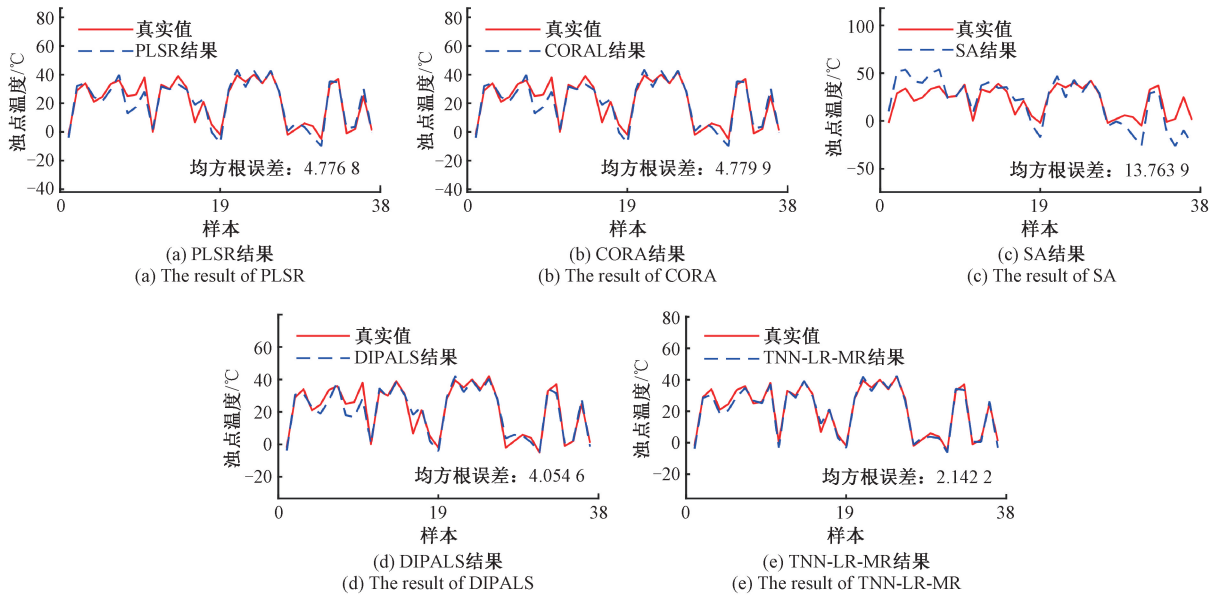 80
60
40
20
0
−20
−40
浊点温度/℃
真实值
PLSR结果
均方根误差：4.776 8
0
19
38
样本
(a) PLSR结果
(a) The result of PLSR
80
60
40
20
0
−20
−40
浊点温度/℃
真实值
CORAL结果
均方根误差：4.779 9
0
19
38
样本
(b) CORA结果
(b) The result of CORA
100
50
0
−50
浊点温度/℃
真实值
SA结果
均方根误差：13.763 9
0
19
38
样本
(c) SA结果
(c) The result of SA
60
40
20
0
−20
浊点温度/℃
真实值
DIPALS结果
均方根误差：4.054 6
0
19
38
样本
(d) DIPALS结果
(d) The result of DIPALS
80
60
40
20
0
−20
浊点温度/℃
真实值
TNN-LR-MR结果
均方根误差：2.142 2
0
19
38
样本
(e) TNN-LR-MR结果
(e) The result of TNN-LR-MR